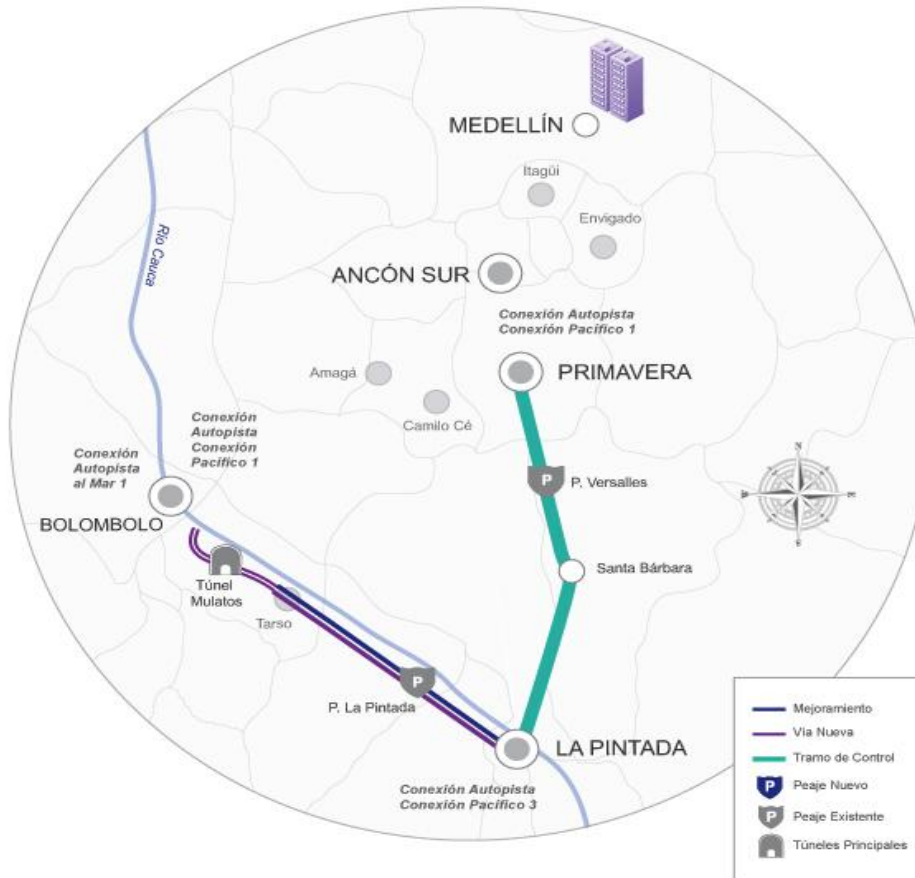 MEDELLÍN
Itagüi
Envigado
Río Cauca
ANCÓN SUR
Conexión Autopista
Conexión Pacífico 1
PRIMAVERA
Amagá
Camilo Cé
Conexión
Autopista
Conexión
Pacífico 1
Conexión
Autopista
al Mar 1
BOLOMBOLO
P
P. Versalles
N
W
E
S
Santa Bárbara
Túnel
Mulatos
Tarso
P
P. La Pintada
LA PINTADA
Conexión Autopista
Conexión Pacífico 3
Mejoramiento
Vía Nueva
Tramo de Control
P Peaje Nuevo
P Peaje Existente
Túneles Principales